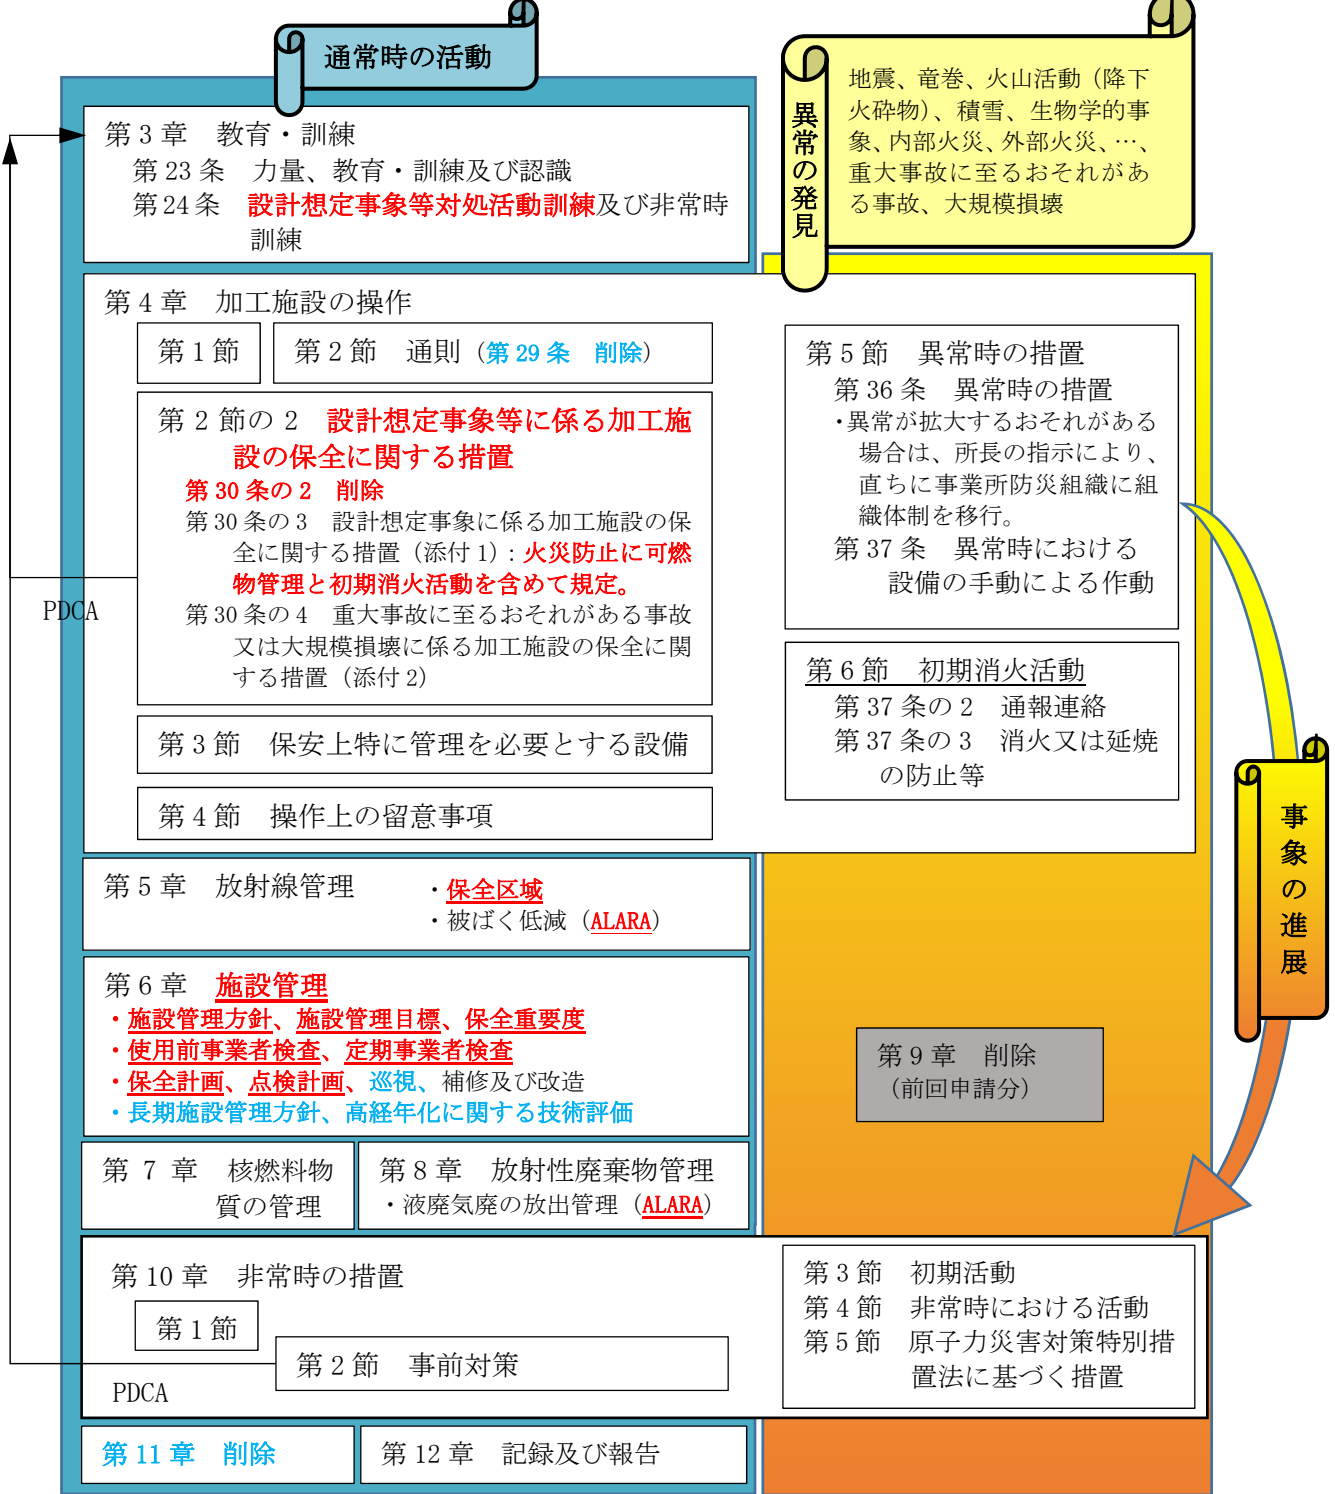 通常時の活動
異常の発見
地震、竜巻、火山活動（降下
火砕物）、積雪、生物学的事
象、内部火災、外部火災、…、
重大事故に至るおそれがあ
る事故、大規模損壊
第3章　教育・訓練
第23条　力量、教育・訓練及び認識
第24条　設計想定事象等対処活動訓練及び非常時
訓練
第4章　加工施設の操作
第1節
第2節　通則（第29条　削除）
第2節の2　設計想定事象等に係る加工施
設の保全に関する措置
第30条の2　削除
第30条の3　設計想定事象に係る加工施設の保
全に関する措置（添付1）：火災防止に可燃
物管理と初期消火活動を含めて規定。
第30条の4　重大事故に至るおそれがある事故
又は大規模損壊に係る加工施設の保全に関
する措置（添付2）
PDCA
第3節　保安上特に管理を必要とする設備
第4節　操作上の留意事項
第5節　異常時の措置
第36条　異常時の措置
・異常が拡大するおそれがある
場合は、所長の指示により、
直ちに事業所防災組織に組
織体制を移行。
第37条　異常時における
設備の手動による作動
第6節　初期消火活動
第37条の2　通報連絡
第37条の3　消火又は延焼
の防止等
事象の進展
第5章　放射線管理
・保全区域
・被ばく低減（ALARA）
第6章　施設管理
・施設管理方針、施設管理目標、保全重要度
・使用前事業者検査、定期事業者検査
・保全計画、点検計画、巡視、補修及び改造
・長期施設管理方針、高経年化に関する技術評価
第9章　削除
（前回申請分）
第7章　核燃料物
質の管理
第8章　放射性廃棄物管理
・液廃気廃の放出管理（ALARA）
第10章　非常時の措置
第1節
第2節　事前対策
PDCA
第3節　初期活動
第4節　非常時における活動
第5節　原子力災害対策特別措
置法に基づく措置
第11章　削除
第12章　記録及び報告